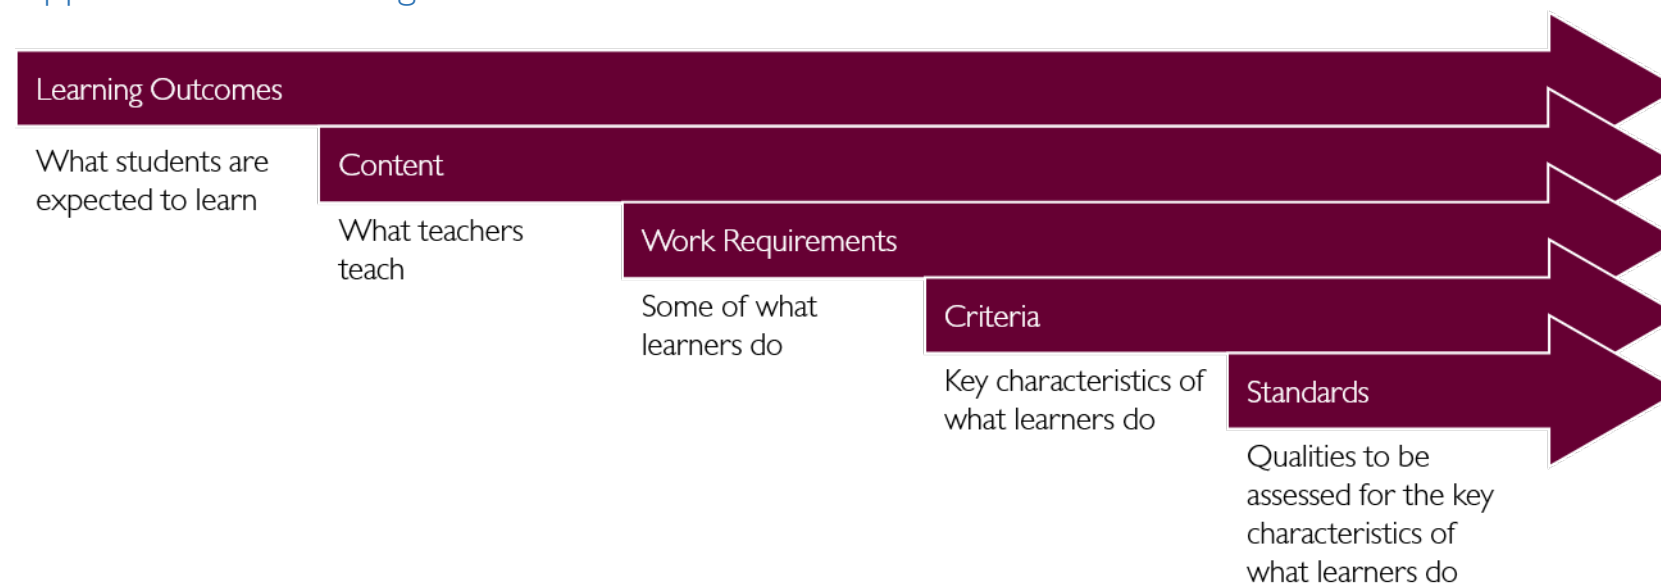 Learning Outcomes
What students are
expected to learn
Content
What teachers
teach
Work Requirements
Some of what
learners do
Criteria
Key characteristics of
what learners do
Standards
Qualities to be
assessed for the key
characteristics of
what learners do